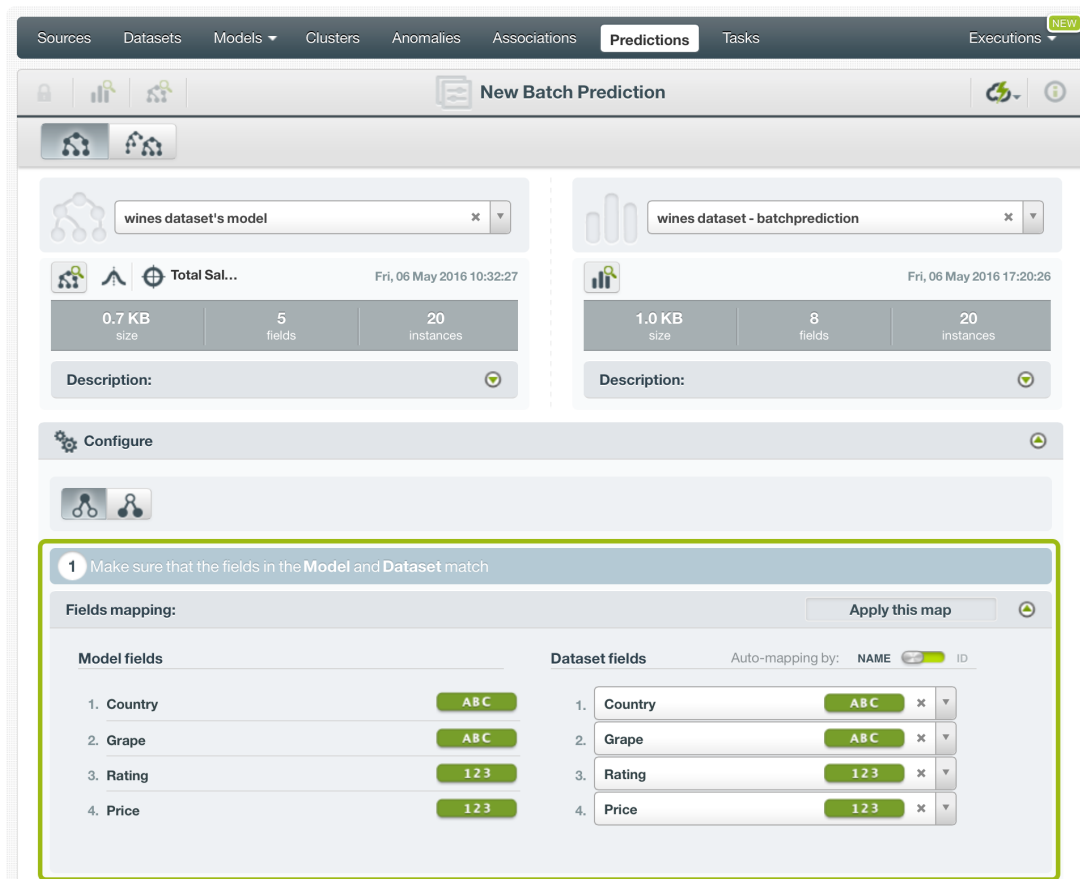 NEW
Sources Datasets Models Clusters Anomalies Associations Predictions Tasks Executions
New Batch Prediction
wines dataset's model
wines dataset - batchprediction
Total Sal... Fri, 06 May 2016 10:32:27
Fri, 06 May 2016 17:20:26
0.7 KB 5 20
size fields instances
1.0 KB 8 20
size fields instances
Description:
Description:
Configure
1 Make sure that the fields in the Model and Dataset match
Fields mapping: Apply this map
Model fields Dataset fields Auto-mapping by: NAME ID
1. Country ABC 1. Country ABC
2. Grape ABC 2. Grape ABC
3. Rating 123 3. Rating 123
4. Price 123 4. Price 123